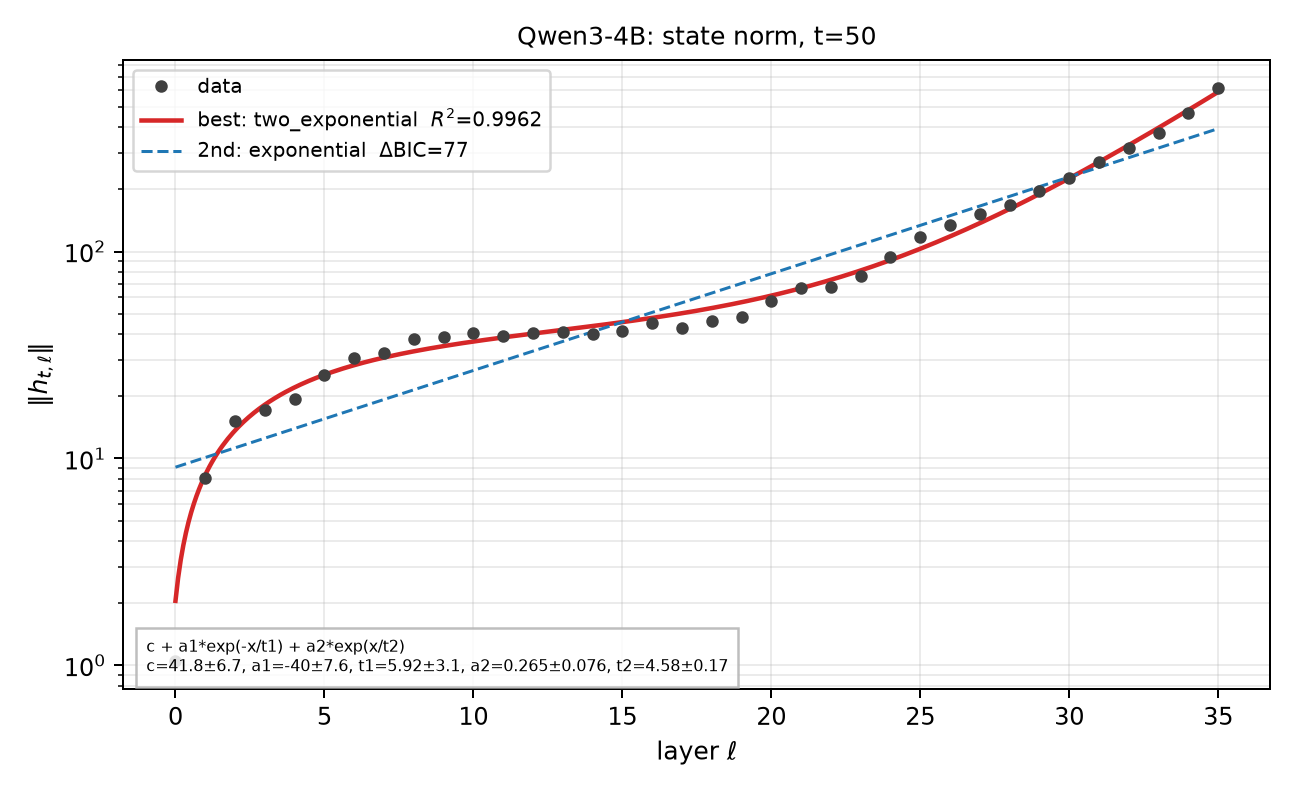 Qwen3-4B: state norm, t=50
data
best: two_exponential R²=0.9962
2nd: exponential ΔBIC=77
‖hₜ,ℓ‖
10²
10¹
10⁰
c + a1*exp(-x/t1) + a2*exp(x/t2)
c=41.8±6.7, a1=-40±7.6, t1=5.92±3.1, a2=0.265±0.076, t2=4.58±0.17
0 5 10 15 20 25 30 35
layer ℓ